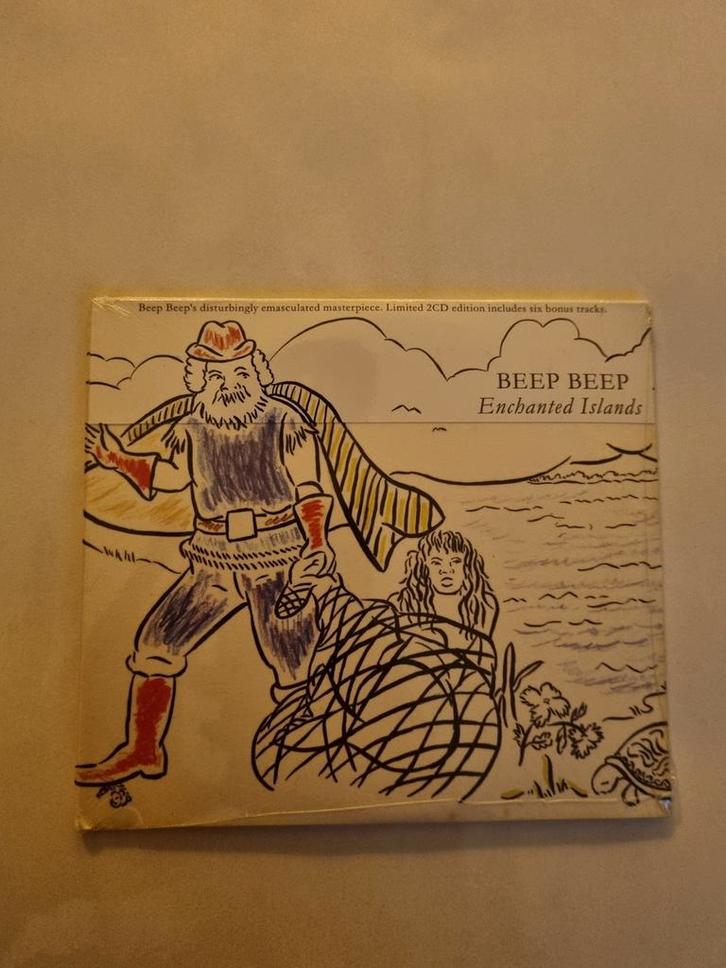 Beep Beep's disturbingly emasculated masterpiece. Limited 2CD edition includes six bonus tracks.
BEEP BEEP
Enchanted Islands